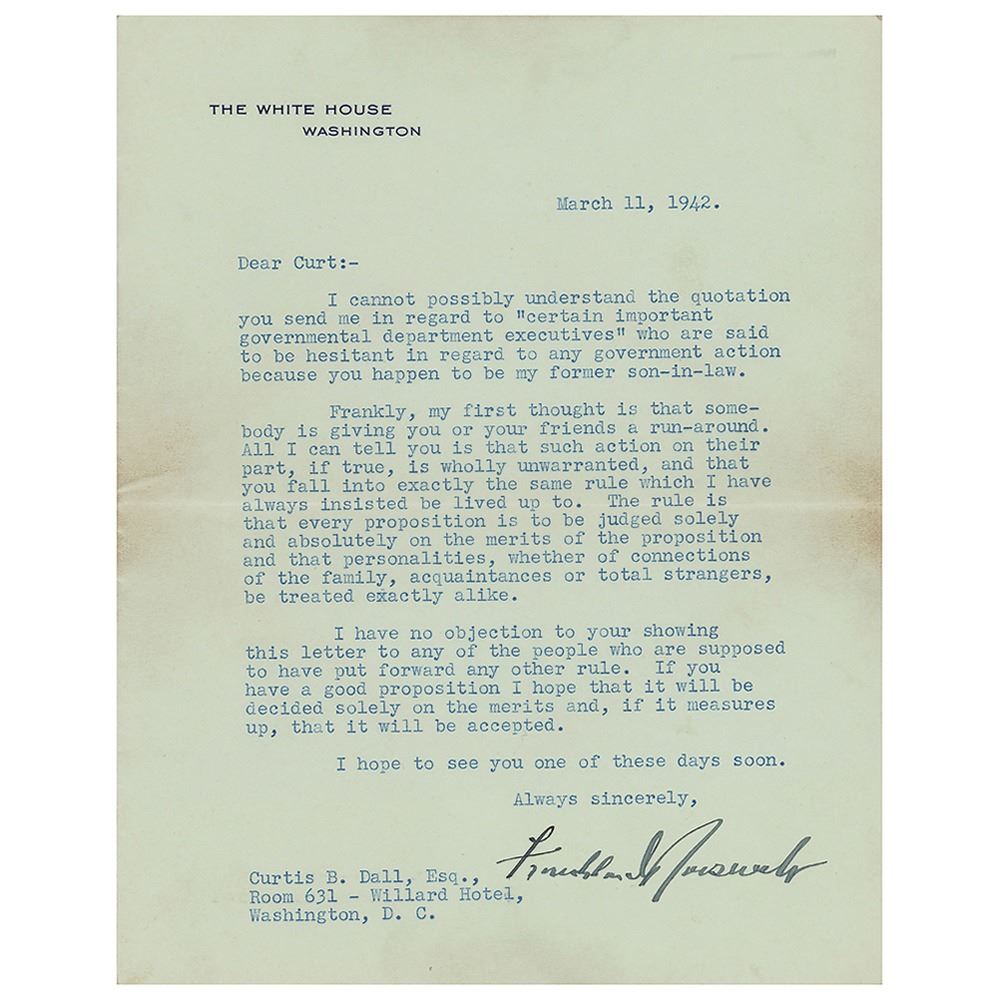 THE WHITE HOUSE
WASHINGTON
March 11, 1942.
Dear Curt:-
I cannot possibly understand the quotation
you send me in regard to "certain important
governmental department executives" who are said
to be hesitant in regard to any government action
because you happen to be my former son-in-law.
Frankly, my first thought is that some-
body is giving you or your friends a run-around.
All I can tell you is that such action on their
part, if true, is wholly unwarranted, and that
you fall into exactly the same rule which I have
always insisted be lived up to. The rule is
that every proposition is to be judged solely
and absolutely on the merits of the proposition
and that personalities, whether of connections
of the family, acquaintances or total strangers,
be treated exactly alike.
I have no objection to your showing
this letter to any of the people who are supposed
to have put forward any other rule. If you
have a good proposition I hope that it will be
decided solely on the merits and, if it measures
up, that it will be accepted.
I hope to see you one of these days soon.
Always sincerely,
Franklin D Roosevelt
Curtis B. Dall, Esq.,
Room 631 - Willard Hotel,
Washington, D. C.